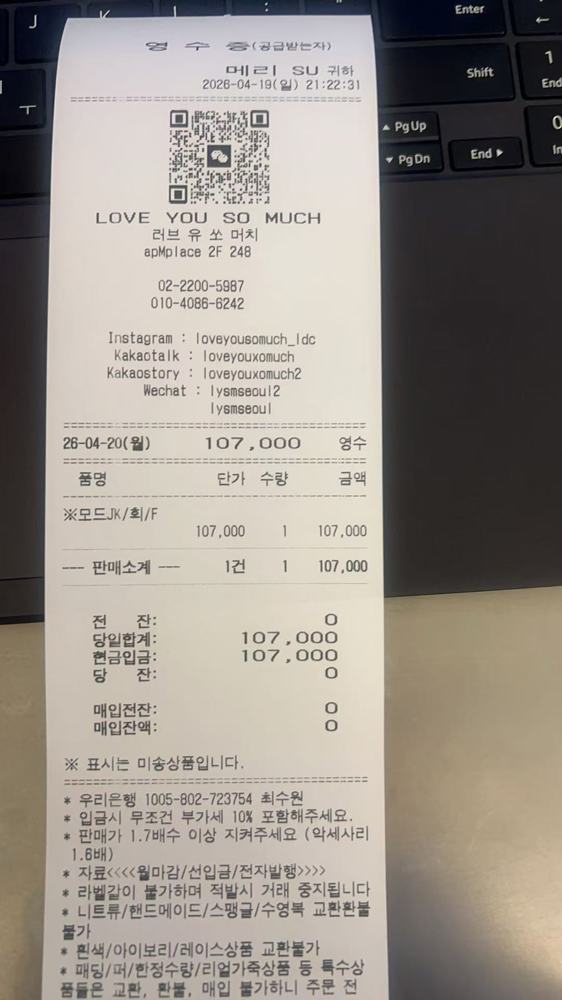 J
K
L
Enter
←
ㅜ
Shift
1
End
▲ PgUp
▼ PgDn
End ▶
0
In
영 수 증(공급받는자)
메리 SU 귀하
2026-04-19(일) 21:22:31
LOVE YOU SO MUCH
러브 유 쏘 머치
apMplace 2F 248
02-2200-5987
010-4086-6242
Instagram : loveyousomuch_ldc
Kakaotalk : loveyouxomuch
Kakaostory : loveyouxomuch2
Wechat : lysmseoul2
lysmseoul
26-04-20(월) 107,000 영수
품명 단가 수량 금액
※모드JK/회/F
107,000 1 107,000
--- 판매소계 --- 1건 1 107,000
전 잔: 0
당일합계: 107,000
현금입금: 107,000
당 잔: 0
매입전잔: 0
매입잔액: 0
※ 표시는 미송상품입니다.
* 우리은행 1005-802-723754 최수원
* 입금시 무조건 부가세 10% 포함해주세요.
* 판매가 1.7배수 이상 지켜주세요 (악세사리
1.6배)
* 자료<<<<월마감/선입금/전자발행>>>>
* 라벨같이 불가하며 적발시 거래 중지됩니다
* 니트류/핸드메이드/스팽글/수영복 교환환불
불가
* 흰색/아이보리/레이스상품 교환불가
* 패딩/퍼/한정수량/리얼가죽상품 등 특수상
품들은 교환, 환불, 매입 불가하니 주문 전